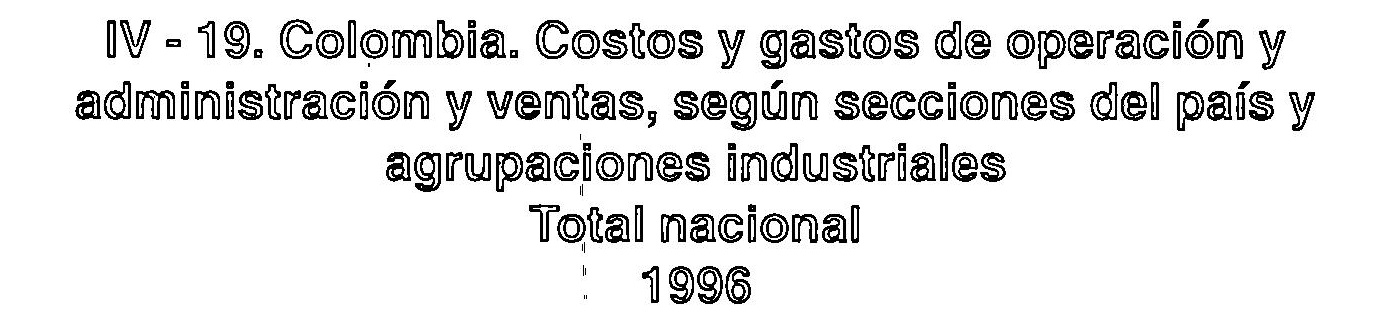 IV - 19. Colombia. Costos y gastos de operación y
administración y ventas, según secciones del país y
agrupaciones industriales
Total nacional
1996